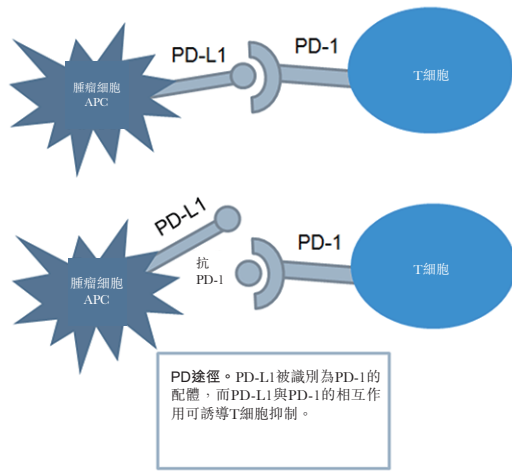 PD-L1
PD-1
腫瘤細胞
APC
T細胞
PD-L1
PD-1
抗
PD-1
腫瘤細胞
APC
T細胞
PD途徑。PD-L1被識別為PD-1的
配體，而PD-L1與PD-1的相互作
用可誘導T細胞抑制。